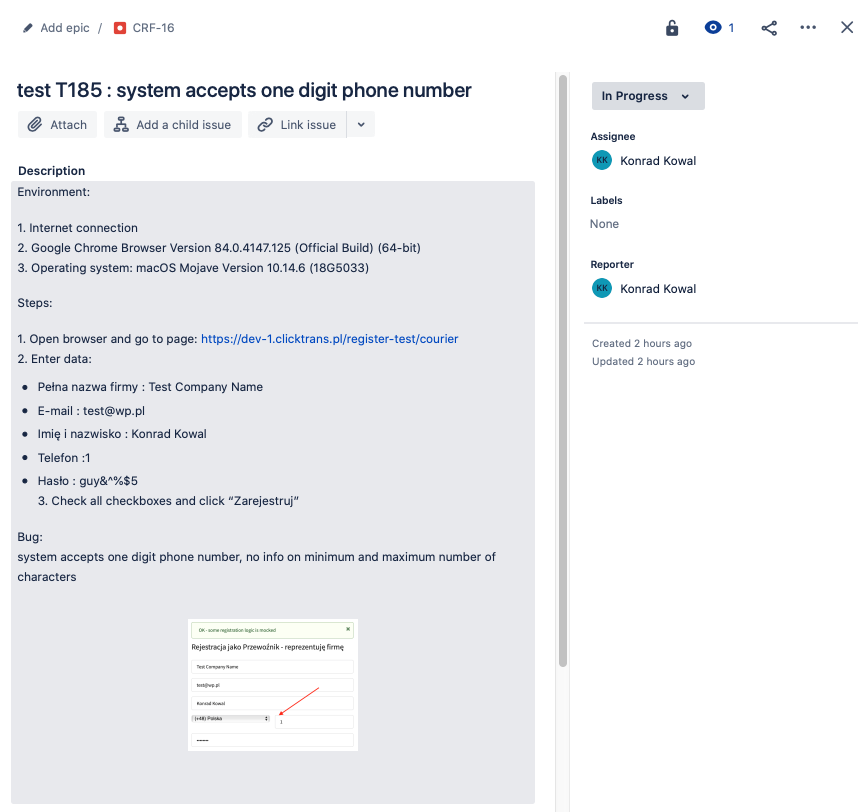 Add epic / CRF-16
1
test T185 : system accepts one digit phone number
Attach
Add a child issue
Link issue
In Progress
Assignee
KK Konrad Kowal
Labels
None
Reporter
KK Konrad Kowal
Created 2 hours ago
Updated 2 hours ago
Description
Environment:
1. Internet connection
2. Google Chrome Browser Version 84.0.4147.125 (Official Build) (64-bit)
3. Operating system: macOS Mojave Version 10.14.6 (18G5033)
Steps:
1. Open browser and go to page: https://dev-1.clicktrans.pl/register-test/courier
2. Enter data:
• Pełna nazwa firmy : Test Company Name
• E-mail : test@wp.pl
• Imię i nazwisko : Konrad Kowal
• Telefon :1
• Hasło : guy&^%$5
3. Check all checkboxes and click “Zarejestruj”
Bug:
system accepts one digit phone number, no info on minimum and maximum number of
characters
OK - some registration logic is mocked
Rejestracja jako Przewoźnik - reprezentuję firmę
Test Company Name
test@wp.pl
Konrad Kowal
(+48) Polska
1